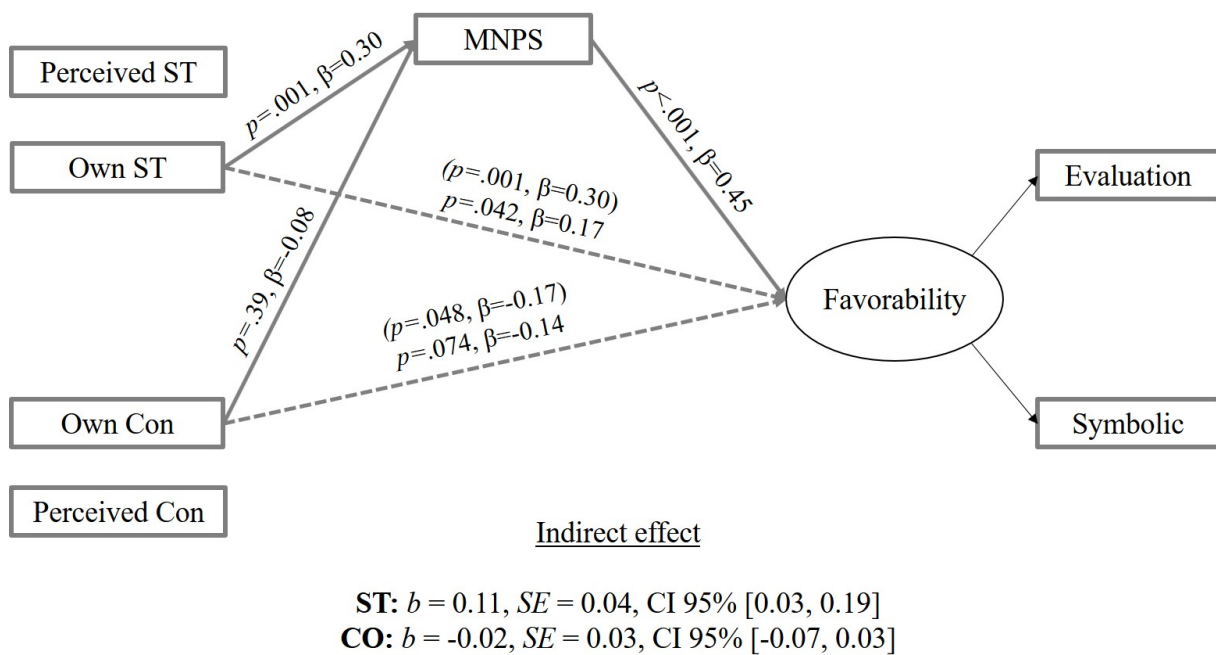 MNPS
Perceived ST
p=.001, β=0.30
Own ST
p<.001, β=0.45
(p=.001, β=0.30)
p=.042, β=0.17
Evaluation
p=.39, β=-0.08
Favorability
(p=.048, β=-0.17)
p=.074, β=-0.14
Own Con
Symbolic
Perceived Con
Indirect effect
ST: b = 0.11, SE = 0.04, CI 95% [0.03, 0.19]
CO: b = -0.02, SE = 0.03, CI 95% [-0.07, 0.03]